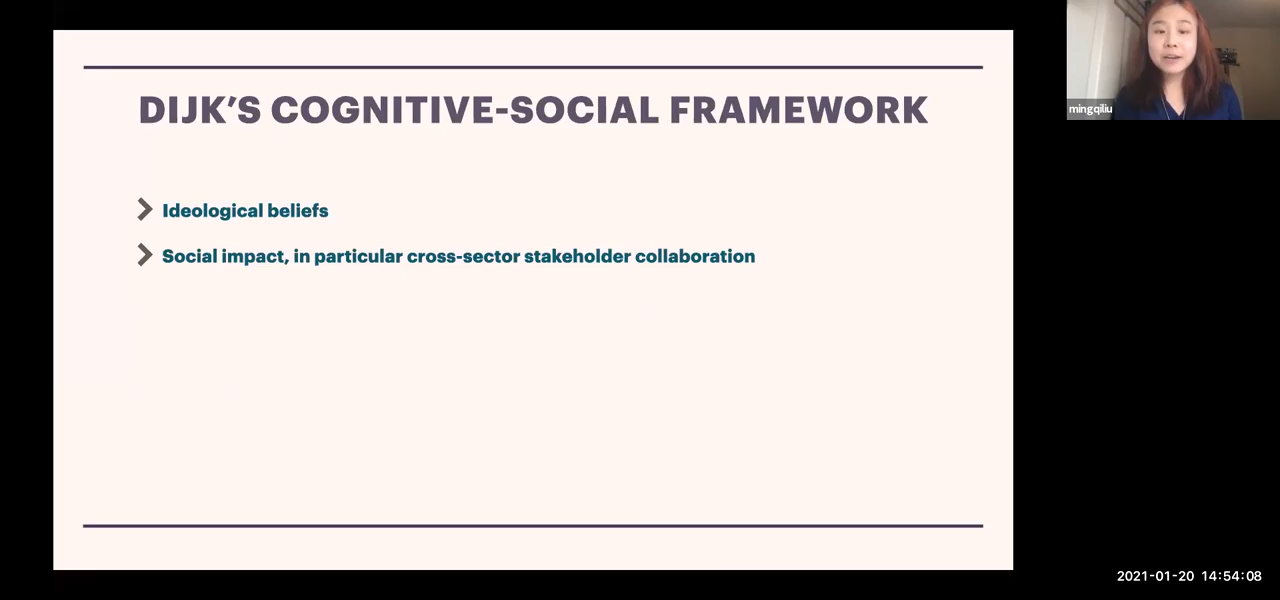 DIJK’S COGNITIVE-SOCIAL FRAMEWORK
Ideological beliefs
Social impact, in particular cross-sector stakeholder collaboration
mingqiliu
2021-01-20 14:54:08